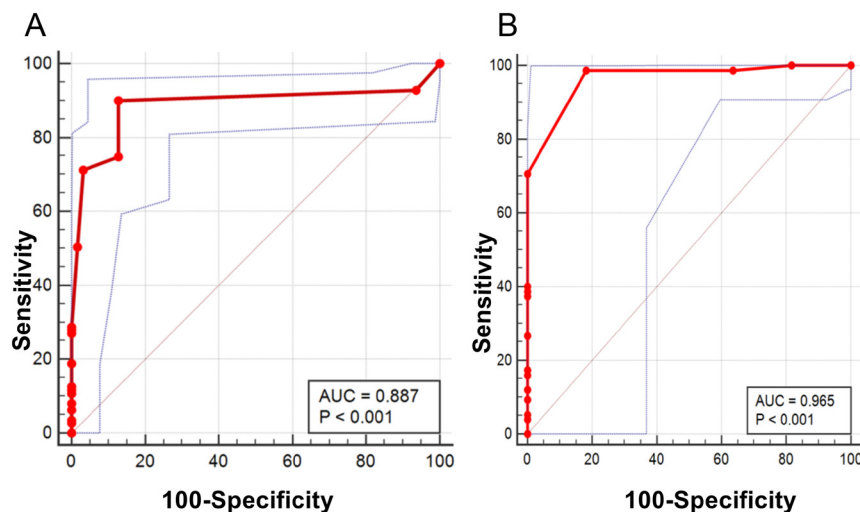 A
100
80
60
40
20
0
Sensitivity
AUC = 0.887
P < 0.001
0 20 40 60 80 100
100-Specificity
B
100
80
60
40
20
0
Sensitivity
AUC = 0.965
P < 0.001
0 20 40 60 80 100
100-Specificity